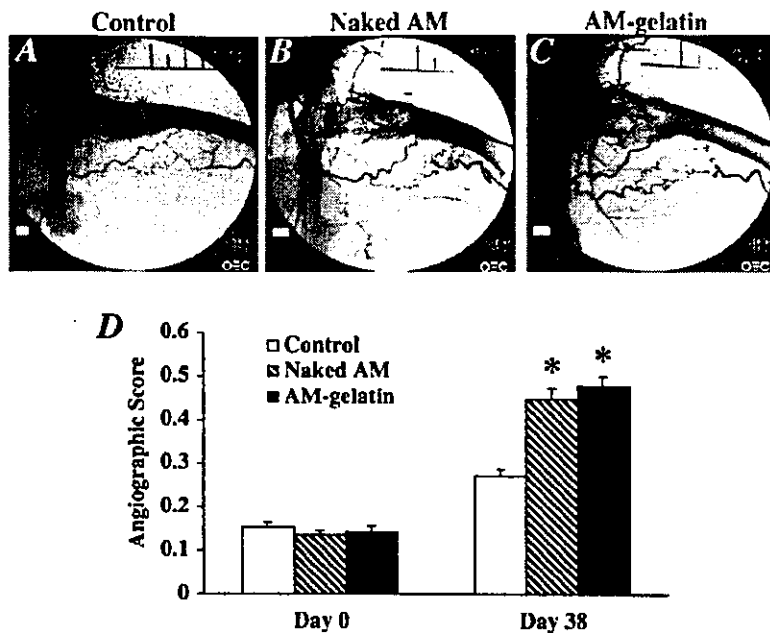 Control Naked AM AM-gelatin
A B C
OEC OEC OEC
D
0.6
0.5
0.4
0.3
0.2
0.1
0
Angiographic Score
Control
Naked AM
AM-gelatin
* *
Day 0 Day 38